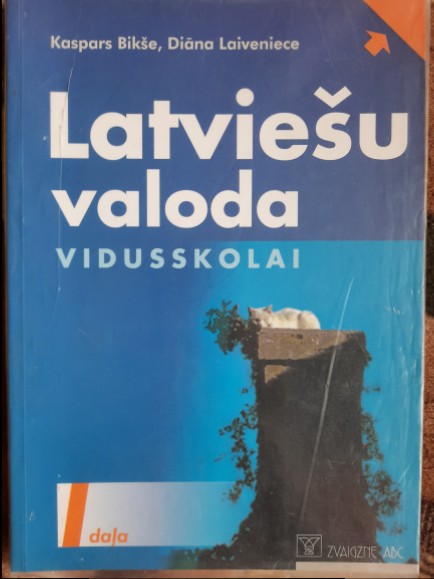 Kaspars Bikše, Diāna Laiveniece
Latviešu
valoda
VIDUSSKOLAI
I daļa
ZVAIGZNE ABC